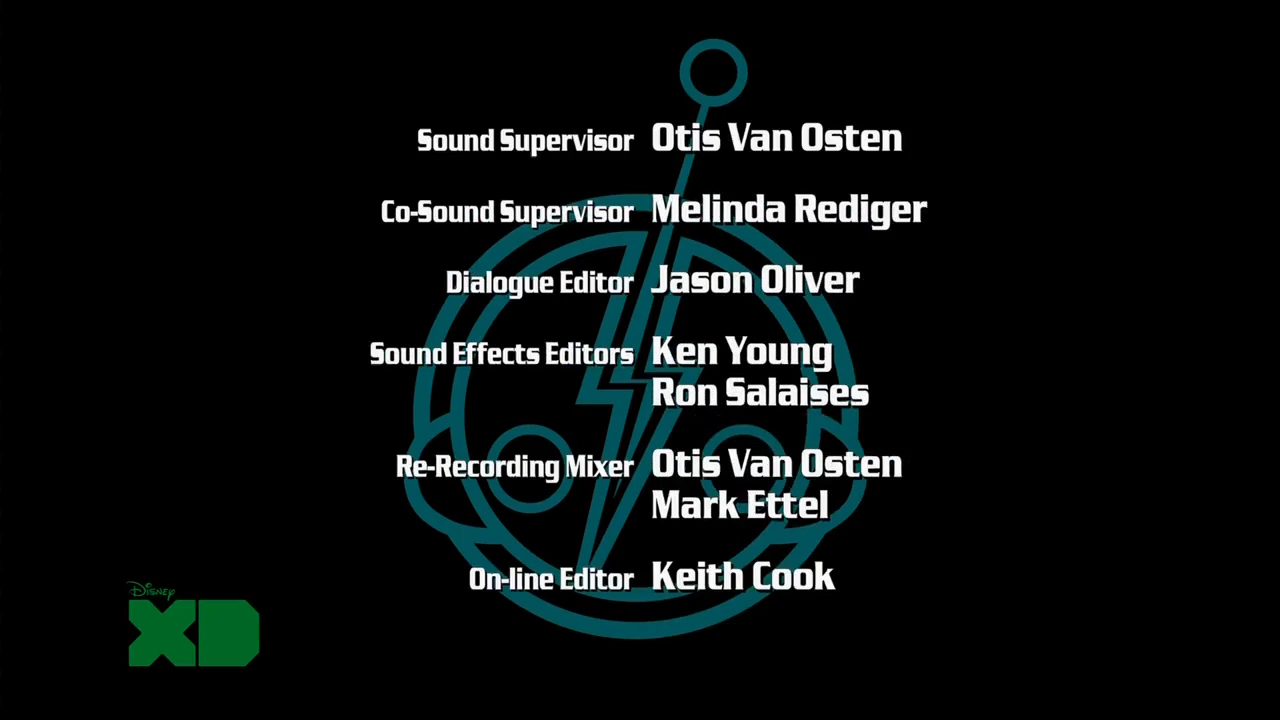 Sound Supervisor Otis Van Osten
Co-Sound Supervisor Melinda Rediger
Dialogue Editor Jason Oliver
Sound Effects Editors Ken Young
Ron Salaises
Re-Recording Mixer Otis Van Osten
Mark Ettel
On-line Editor Keith Cook
Disney
XD